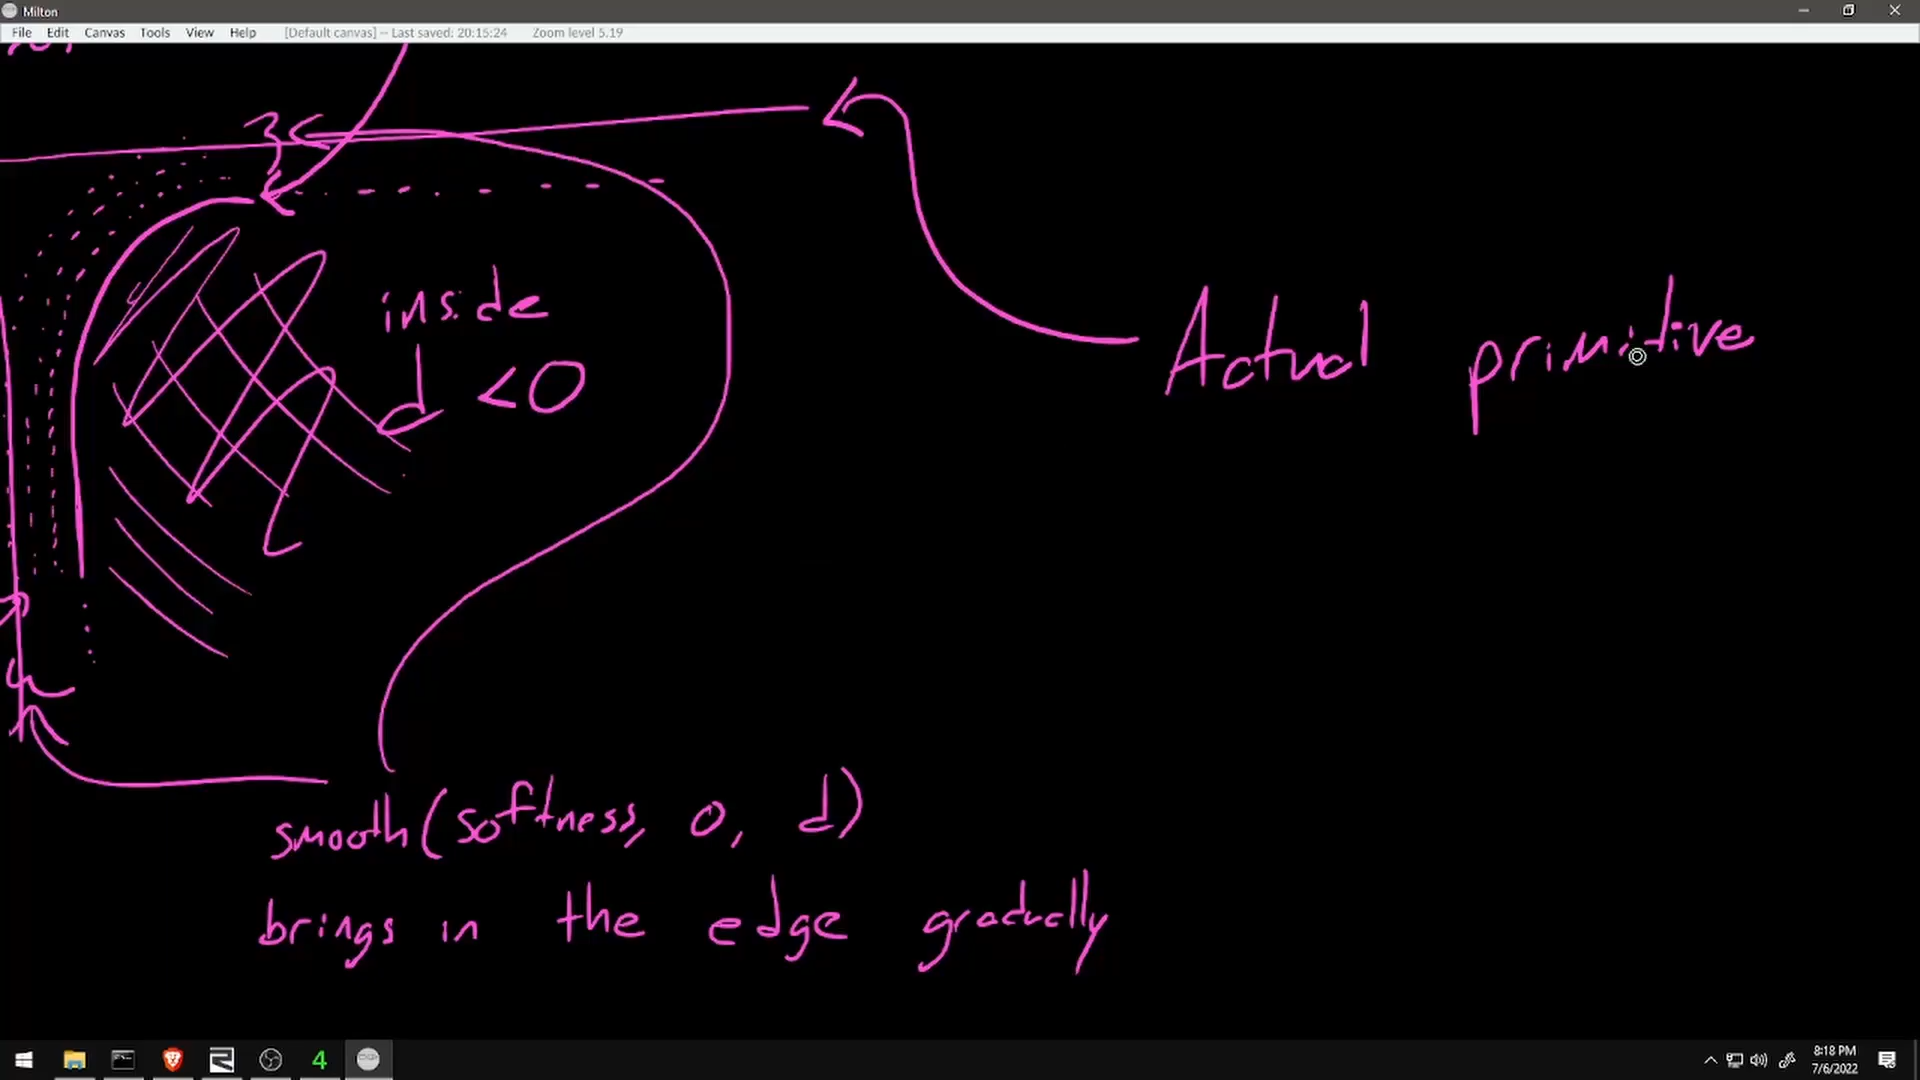 Milton
File Edit Canvas Tools View Help [Default canvas] -- Last saved: 20:15:24 Zoom level 5.19
inside
d <0
Actual primitive
smooth(softness, 0, d)
brings in the edge gradually
4
8:18 PM
7/6/2022